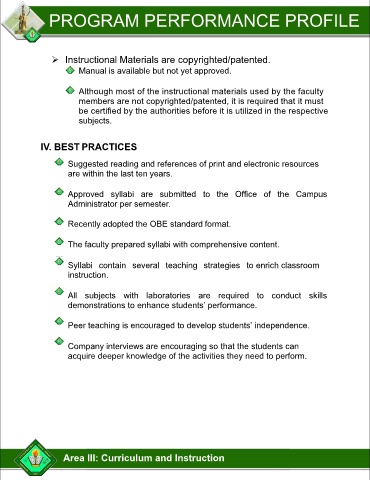 PROGRAM PERFORMANCE PROFILE
➢ Instructional Materials are copyrighted/patented.
Manual is available but not yet approved.
Although most of the instructional materials used by the faculty
members are not copyrighted/patented, it is required that it must
be certified by the authorities before it is utilized in the respective
subjects.
IV. BEST PRACTICES
Suggested reading and references of print and electronic resources
are within the last ten years.
Approved syllabi are submitted to the Office of the Campus
Administrator per semester.
Recently adopted the OBE standard format.
The faculty prepared syllabi with comprehensive content.
Syllabi contain several teaching strategies to enrich classroom
instruction.
All subjects with laboratories are required to conduct skills
demonstrations to enhance students' performance.
Peer teaching is encouraged to develop students' independence.
Company interviews are encouraging so that the students can
acquire deeper knowledge of the activities they need to perform.
Area III: Curriculum and Instruction